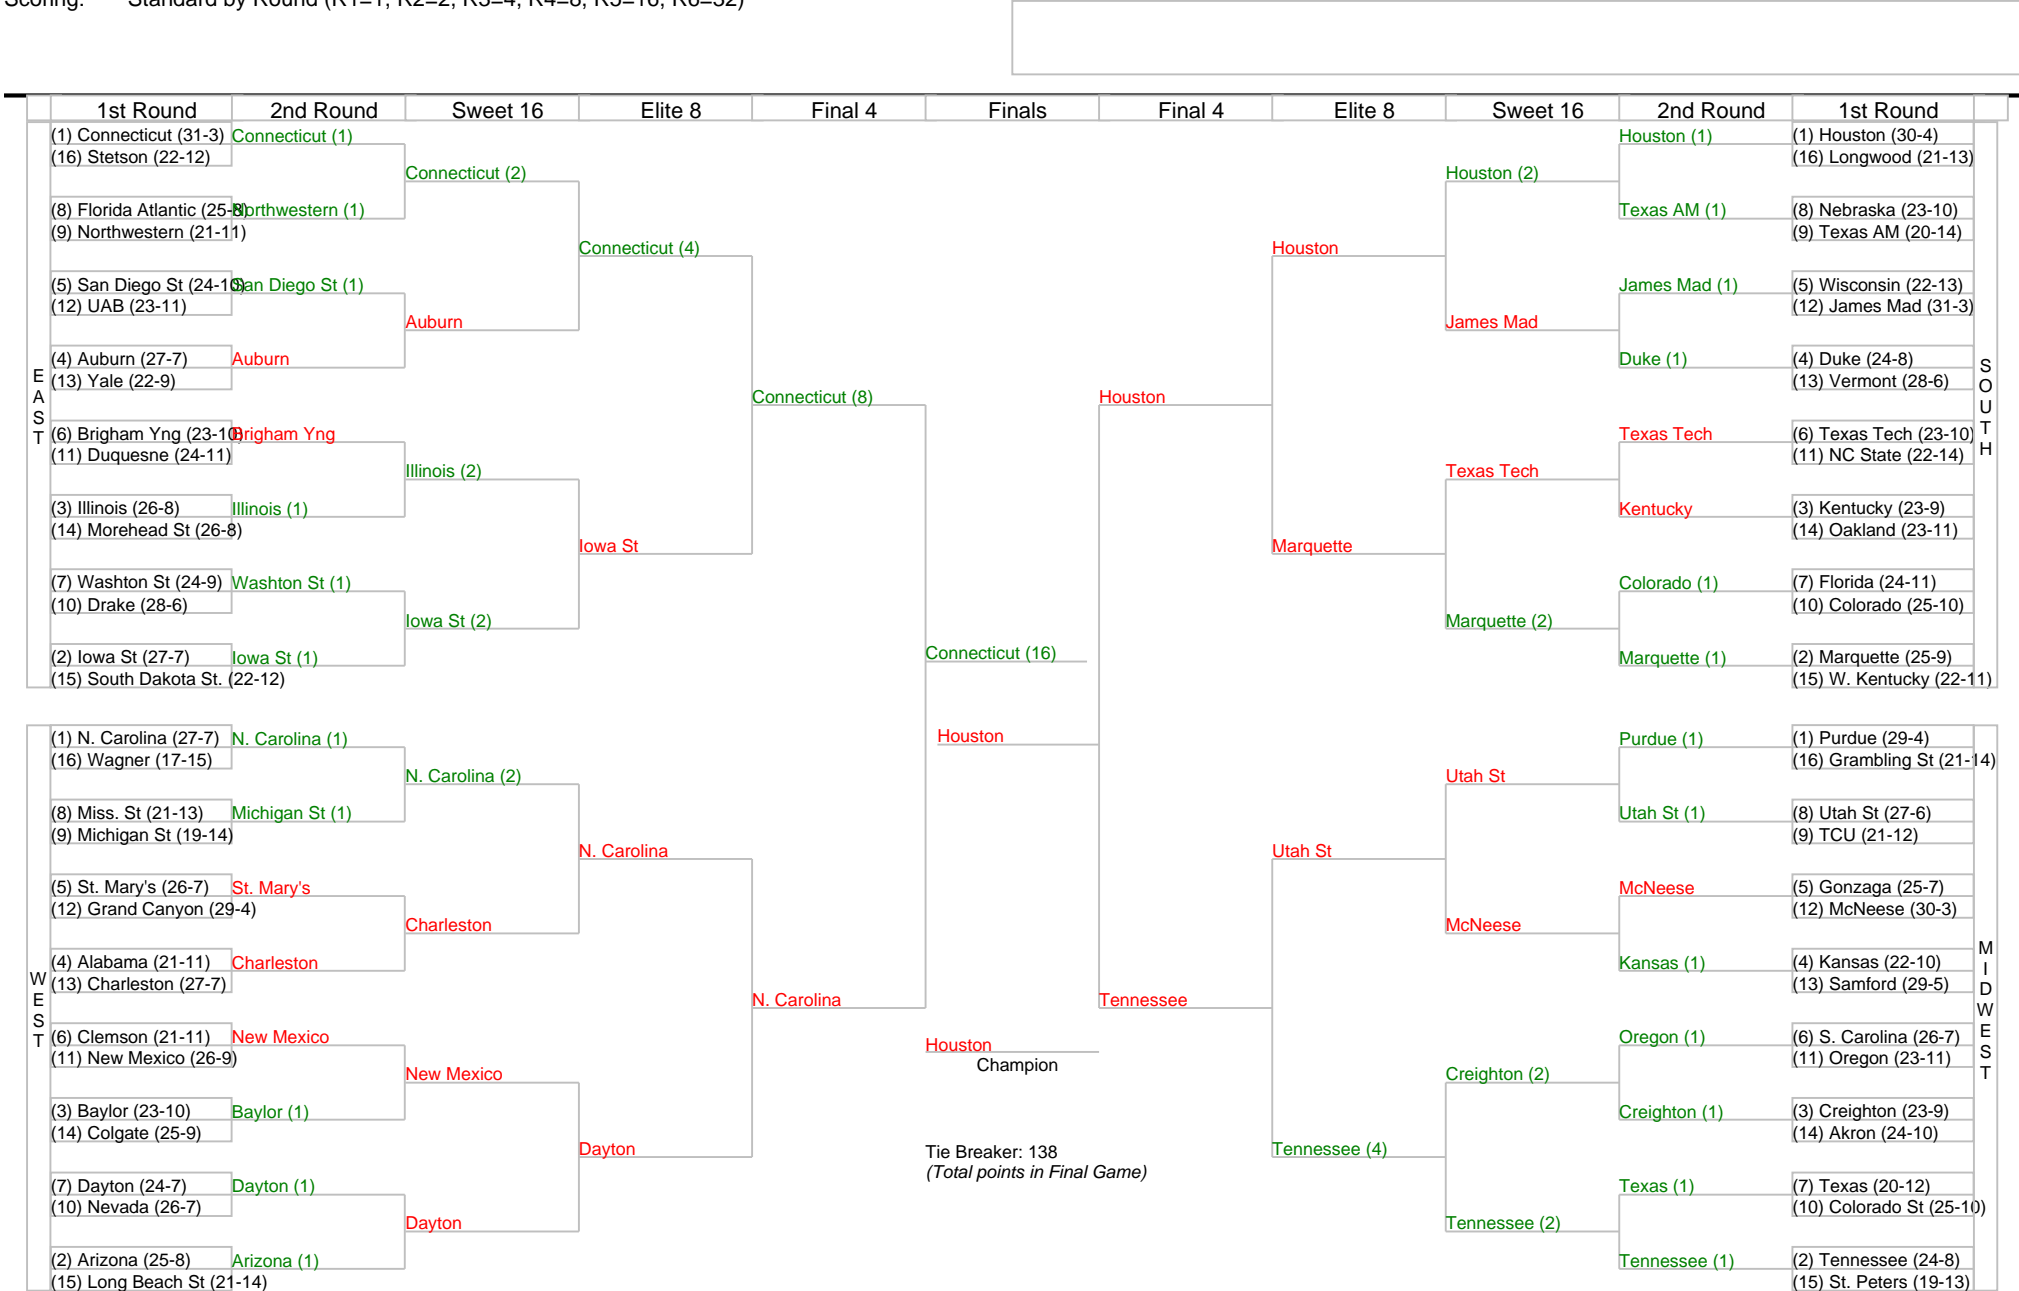 Scoring: Standard by Round (R1=1, R2=2, R3=4, R4=8, R5=16, R6=32)
1st Round 2nd Round Sweet 16 Elite 8 Final 4 Finals Final 4 Elite 8 Sweet 16 2nd Round 1st Round
EAST
(1) Connecticut (31-3)
(16) Stetson (22-12)
(8) Florida Atlantic (25-8)
(9) Northwestern (21-11)
(5) San Diego St (24-10)
(12) UAB (23-11)
(4) Auburn (27-7)
(13) Yale (22-9)
(6) Brigham Yng (23-10)
(11) Duquesne (24-11)
(3) Illinois (26-8)
(14) Morehead St (26-8)
(7) Washton St (24-9)
(10) Drake (28-6)
(2) Iowa St (27-7)
(15) South Dakota St. (22-12)
Connecticut (1)
Northwestern (1)
San Diego St (1)
Auburn
Brigham Yng
Illinois (1)
Washton St (1)
Iowa St (1)
Connecticut (2)
Auburn
Illinois (2)
Iowa St (2)
Connecticut (4)
Iowa St
Connecticut (8)
WEST
(1) N. Carolina (27-7)
(16) Wagner (17-15)
(8) Miss. St (21-13)
(9) Michigan St (19-14)
(5) St. Mary's (26-7)
(12) Grand Canyon (29-4)
(4) Alabama (21-11)
(13) Charleston (27-7)
(6) Clemson (21-11)
(11) New Mexico (26-9)
(3) Baylor (23-10)
(14) Colgate (25-9)
(7) Dayton (24-7)
(10) Nevada (26-7)
(2) Arizona (25-8)
(15) Long Beach St (21-14)
N. Carolina (1)
Michigan St (1)
St. Mary's
Charleston
New Mexico
Baylor (1)
Dayton (1)
Arizona (1)
N. Carolina (2)
Charleston
New Mexico
Dayton
N. Carolina
Dayton
N. Carolina
Connecticut (16)
Houston
Houston
Champion
Tie Breaker: 138
(Total points in Final Game)
Houston
Houston
Marquette
Houston (2)
James Mad
Texas Tech
Marquette (2)
Houston (1)
Texas AM (1)
James Mad (1)
Duke (1)
Texas Tech
Kentucky
Colorado (1)
Marquette (1)
(1) Houston (30-4)
(16) Longwood (21-13)
(8) Nebraska (23-10)
(9) Texas AM (20-14)
(5) Wisconsin (22-13)
(12) James Mad (31-3)
(4) Duke (24-8)
(13) Vermont (28-6)
(6) Texas Tech (23-10)
(11) NC State (22-14)
(3) Kentucky (23-9)
(14) Oakland (23-11)
(7) Florida (24-11)
(10) Colorado (25-10)
(2) Marquette (25-9)
(15) W. Kentucky (22-11)
SOUTH
Tennessee
Utah St
Tennessee (4)
Utah St
McNeese
Creighton (2)
Tennessee (2)
Purdue (1)
Utah St (1)
McNeese
Kansas (1)
Oregon (1)
Creighton (1)
Texas (1)
Tennessee (1)
(1) Purdue (29-4)
(16) Grambling St (21-14)
(8) Utah St (27-6)
(9) TCU (21-12)
(5) Gonzaga (25-7)
(12) McNeese (30-3)
(4) Kansas (22-10)
(13) Samford (29-5)
(6) S. Carolina (26-7)
(11) Oregon (23-11)
(3) Creighton (23-9)
(14) Akron (24-10)
(7) Texas (20-12)
(10) Colorado St (25-10)
(2) Tennessee (24-8)
(15) St. Peters (19-13)
MIDWEST